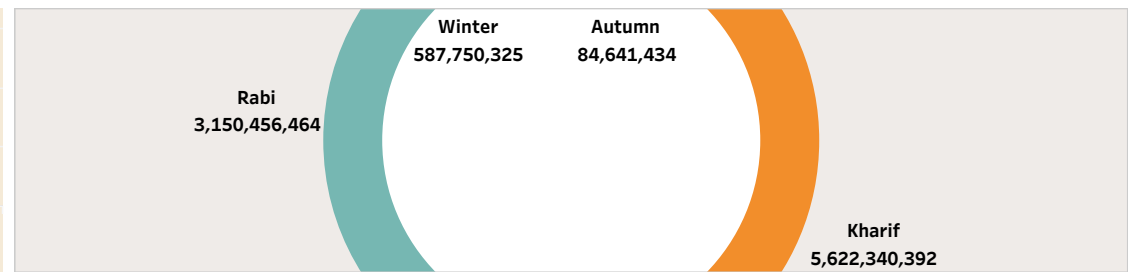 Winter
587,750,325
Autumn
84,641,434
Rabi
3,150,456,464
Kharif
5,622,340,392